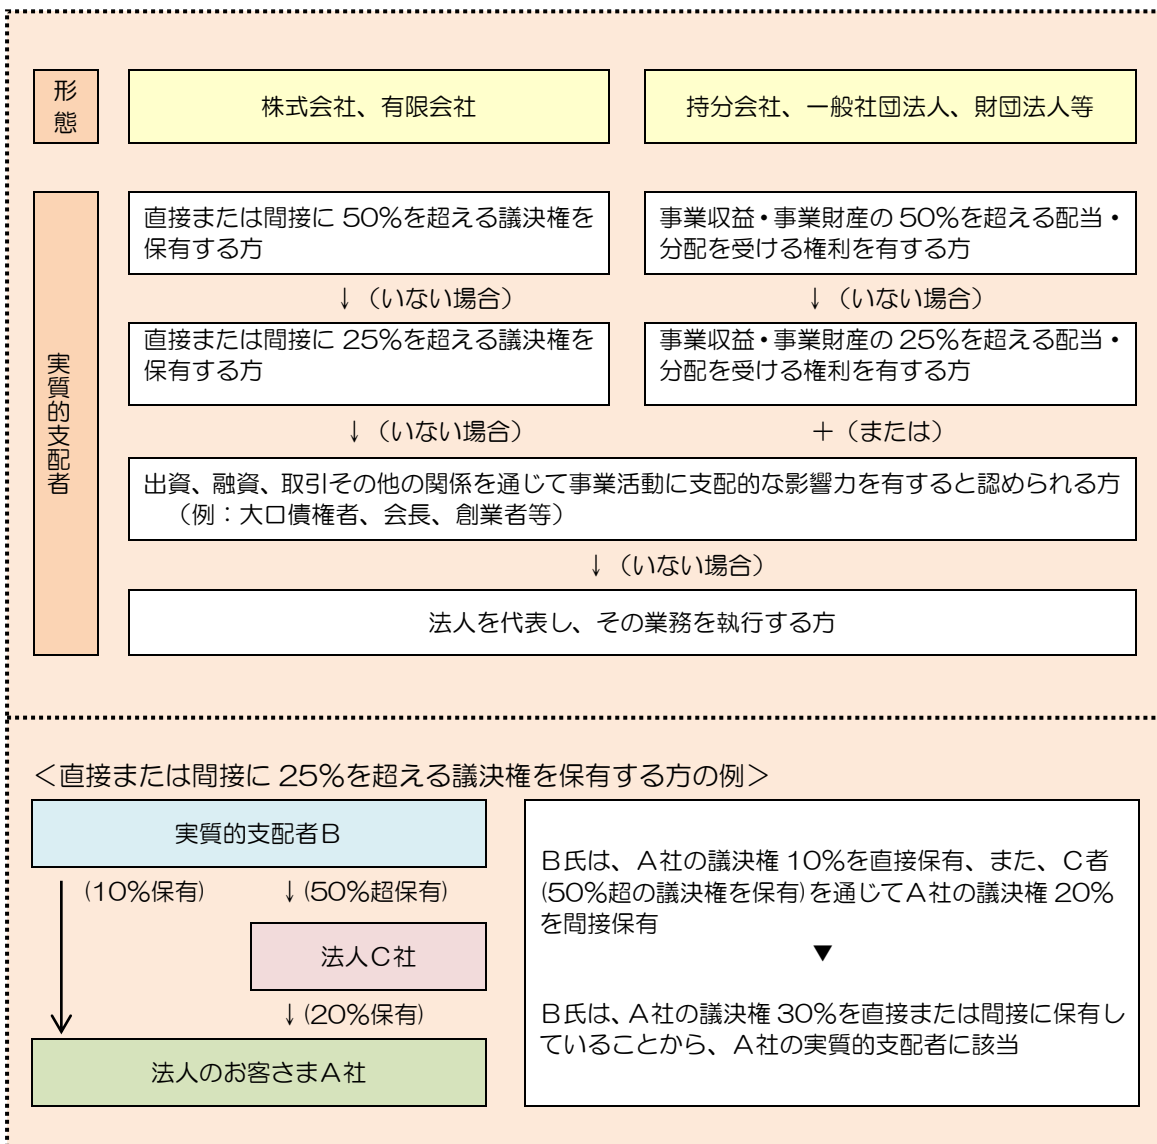 形
態
株式会社、有限会社
持分会社、一般社団法人、財団法人等
実質的支配者
直接または間接に 50%を超える議決権を
保有する方
事業収益・事業財産の 50%を超える配当・
分配を受ける権利を有する方
↓（いない場合）
↓（いない場合）
直接または間接に 25%を超える議決権を
保有する方
事業収益・事業財産の 25%を超える配当・
分配を受ける権利を有する方
↓（いない場合）
＋（または）
出資、融資、取引その他の関係を通じて事業活動に支配的な影響力を有すると認められる方
（例：大口債権者、会長、創業者等）
↓（いない場合）
法人を代表し、その業務を執行する方
＜直接または間接に 25%を超える議決権を保有する方の例＞
実質的支配者Ｂ
(10%保有)
↓(50%超保有)
法人Ｃ社
↓(20%保有)
法人のお客さまＡ社
Ｂ氏は、Ａ社の議決権 10%を直接保有、また、Ｃ者
(50%超の議決権を保有)を通じてＡ社の議決権 20%
を間接保有
▼
Ｂ氏は、Ａ社の議決権 30%を直接または間接に保有し
ていることから、Ａ社の実質的支配者に該当